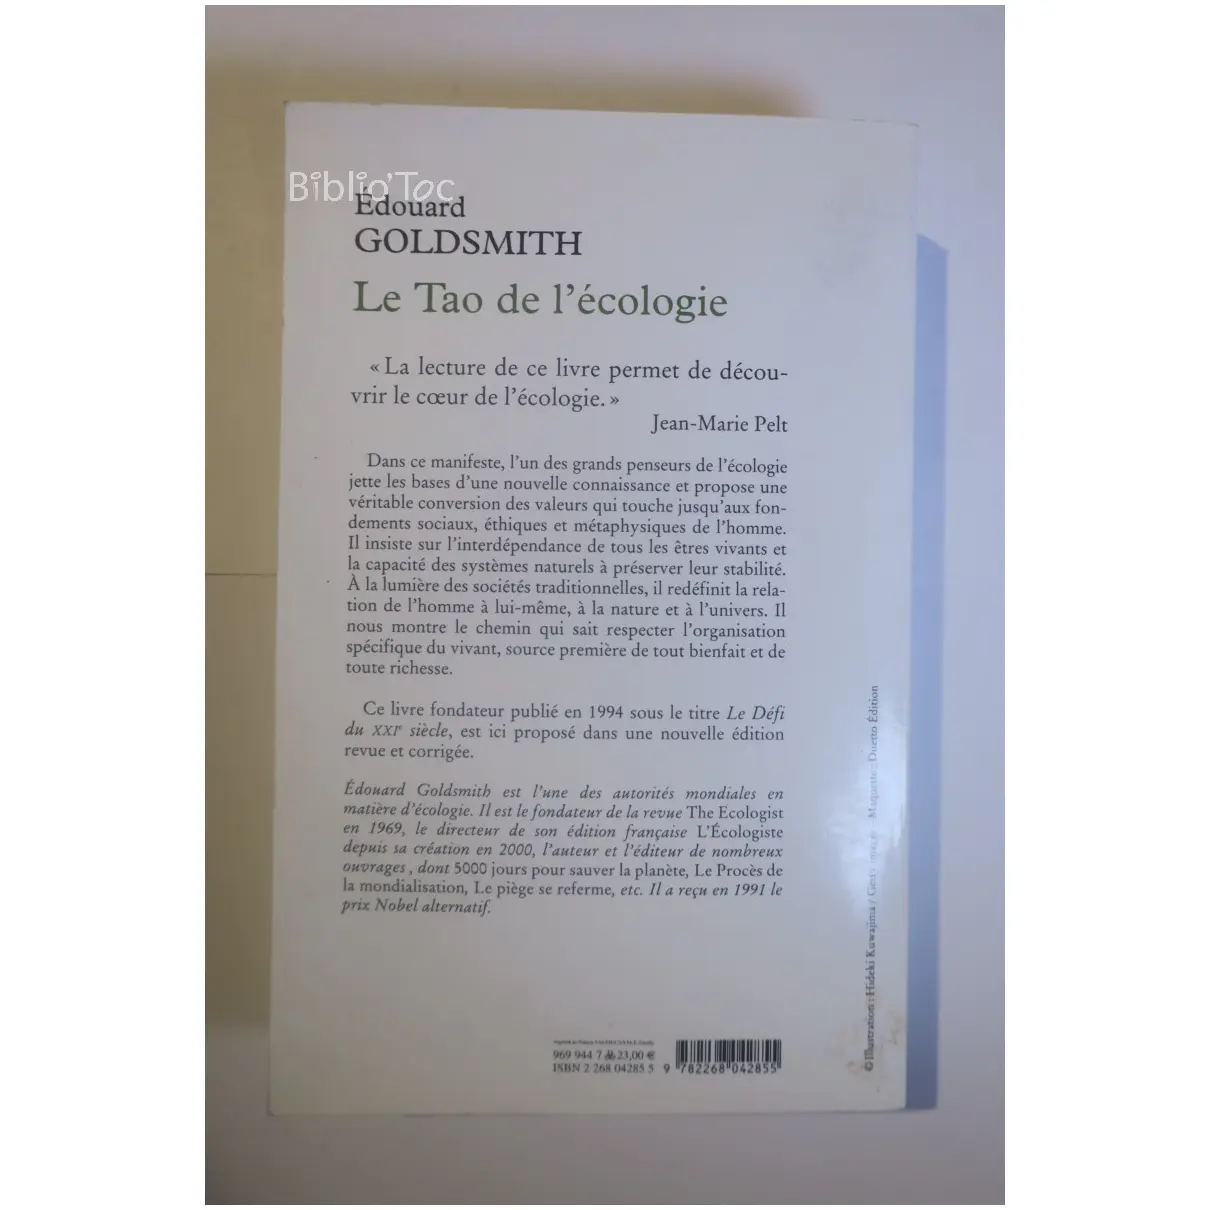 Biblio'Toc
Édouard
GOLDSMITH
Le Tao de l'écologie
« La lecture de ce livre permet de décou-
vrir le cœur de l'écologie. »
Jean-Marie Pelt
Dans ce manifeste, l'un des grands penseurs de l'écologie
jette les bases d'une nouvelle connaissance et propose une
véritable conversion des valeurs qui touche jusqu'aux fon-
dements sociaux, éthiques et métaphysiques de l'homme.
Il insiste sur l'interdépendance de tous les êtres vivants et
la capacité des systèmes naturels à préserver leur stabilité.
À la lumière des sociétés traditionnelles, il redéfinit la rela-
tion de l'homme à lui-même, à la nature et à l'univers. Il
nous montre le chemin qui sait respecter l'organisation
spécifique du vivant, source première de tout bienfait et de
toute richesse.
Ce livre fondateur publié en 1994 sous le titre Le Défi
du XXIe siècle, est ici proposé dans une nouvelle édition
revue et corrigée.
Édouard Goldsmith est l'une des autorités mondiales en
matière d'écologie. Il est le fondateur de la revue The Ecologist
en 1969, le directeur de son édition française L'Écologiste
depuis sa création en 2000, l'auteur et l'éditeur de nombreux
ouvrages, dont 5000 jours pour sauver la planète, Le Procès de
la mondialisation, Le piège se referme, etc. Il a reçu en 1991 le
prix Nobel alternatif.
© Illustration : Hideki Kuwajima / Getty images - Maquette : Duetto Édition
969 944 7 23,00 €
ISBN 2 268 04285 5
9 782268 042855